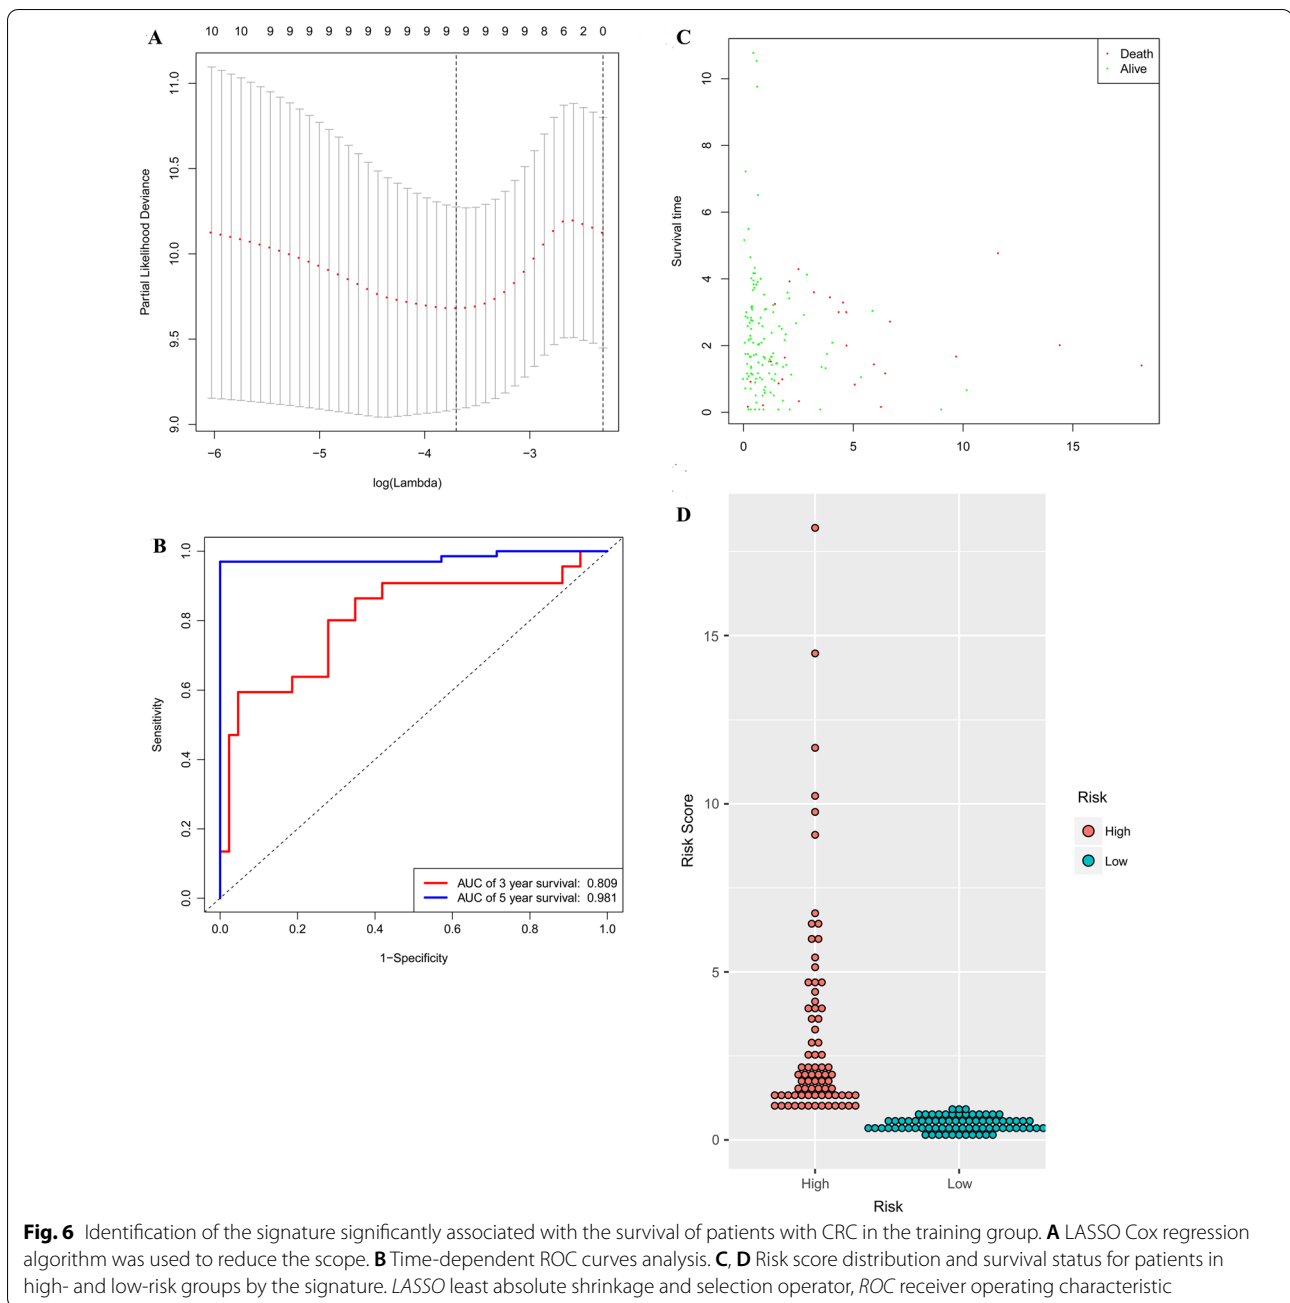 A
10 10 9 9 9 9 9 9 9 9 9 9 9 9 9 9 9 8 6 2 0
Partial Likelihood Deviance
11.0
10.5
10.0
9.5
9.0
−6 −5 −4 −3
log(Lambda)
B
Sensitivity
1.0
0.8
0.6
0.4
0.2
0.0
AUC of 3 year survival: 0.809
AUC of 5 year survival: 0.981
0.0 0.2 0.4 0.6 0.8 1.0
1−Specificity
C
Death
Alive
Survival time
10
8
6
4
2
0
0 5 10 15
D
Risk Score
15
10
5
0
High Low
Risk
Risk
High
Low
Fig. 6 Identification of the signature significantly associated with the survival of patients with CRC in the training group. A LASSO Cox regression
algorithm was used to reduce the scope. B Time-dependent ROC curves analysis. C, D Risk score distribution and survival status for patients in
high- and low-risk groups by the signature. LASSO least absolute shrinkage and selection operator, ROC receiver operating characteristic